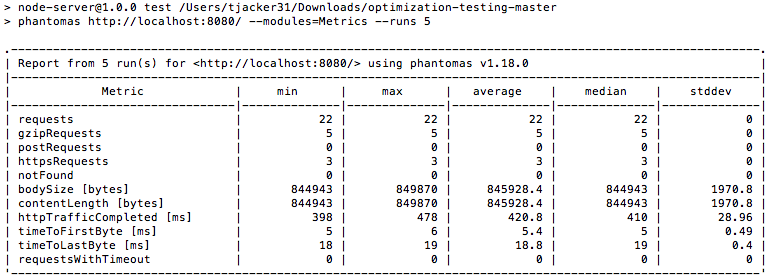 > node-server@1.0.0 test /Users/tjacker31/Downloads/optimization-testing-master
> phantomas http://localhost:8080/ --modules=Metrics --runs 5
Report from 5 run(s) for <http://localhost:8080/> using phantomas v1.18.0
Metric | min | max | average | median | stddev
requests | 22 | 22 | 22 | 22 | 0
gzipRequests | 5 | 5 | 5 | 5 | 0
postRequests | 0 | 0 | 0 | 0 | 0
httpsRequests | 3 | 3 | 3 | 3 | 0
notFound | 0 | 0 | 0 | 0 | 0
bodySize [bytes] | 844943 | 849870 | 845928.4 | 844943 | 1970.8
contentLength [bytes] | 844943 | 849870 | 845928.4 | 844943 | 1970.8
httpTrafficCompleted [ms] | 398 | 478 | 420.8 | 410 | 28.96
timeToFirstByte [ms] | 5 | 6 | 5.4 | 5 | 0.49
timeToLastByte [ms] | 18 | 19 | 18.8 | 19 | 0.4
requestsWithTimeout | 0 | 0 | 0 | 0 | 0